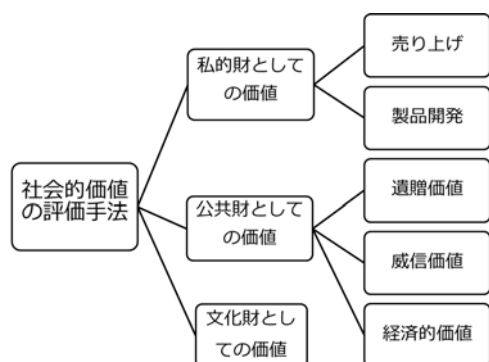 社会的価値
の評価手法
私的財として
の価値
売り上げ
製品開発
公共財として
の価値
遺贈価値
威信価値
経済的価値
文化財とし
ての価値